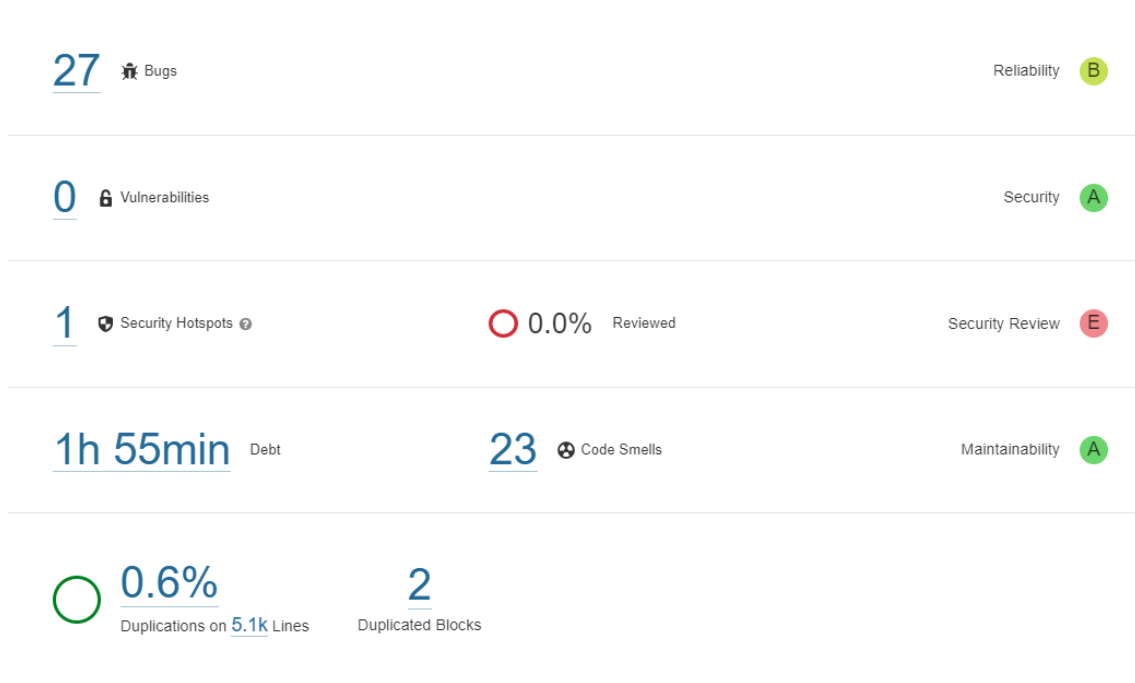 27 Bugs Reliability B
0 Vulnerabilities Security A
1 Security Hotspots ? 0.0% Reviewed Security Review E
1h 55min Debt 23 Code Smells Maintainability A
0.6% 2
Duplications on 5.1k Lines Duplicated Blocks